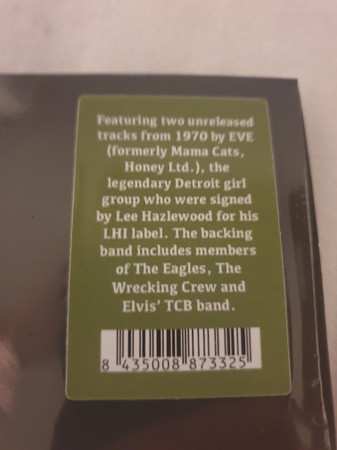 Featuring two unreleased
tracks from 1970 by EVE
(formerly Mama Cats,
Honey Ltd.), the
legendary Detroit girl
group who were signed
by Lee Hazlewood for his
LHI label. The backing
band includes members
of The Eagles, The
Wrecking Crew and
Elvis' TCB band.
8 435008 873325